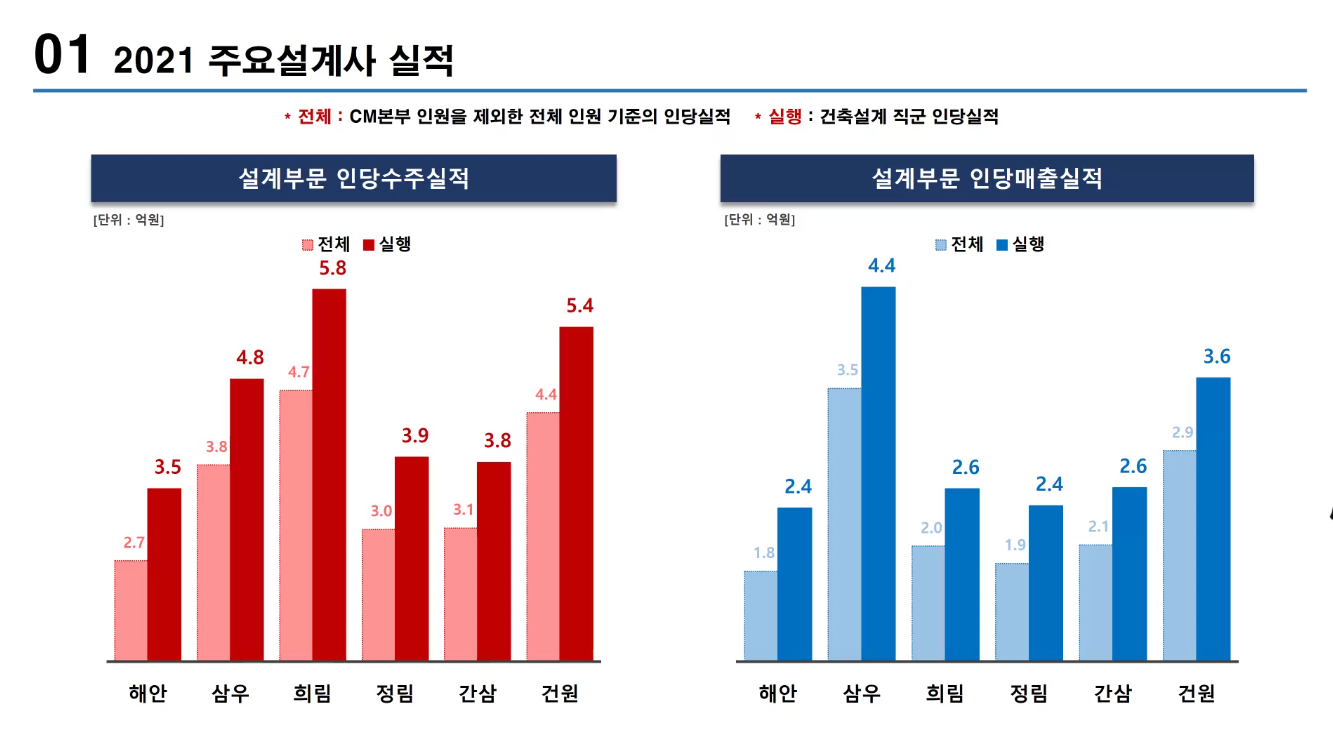 01 2021 주요설계사 실적
* 전체 : CM본부 인원을 제외한 전체 인원 기준의 인당실적 * 실행 : 건축설계 직군 인당실적
설계부문 인당수주실적
[단위 : 억원]
전체 실행
2.7 3.5 3.8 4.8 4.7 5.8 3.0 3.9 3.1 3.8 4.4 5.4
해안 삼우 희림 정림 간삼 건원
설계부문 인당매출실적
[단위 : 억원]
전체 실행
1.8 2.4 3.5 4.4 2.0 2.6 1.9 2.4 2.1 2.6 2.9 3.6
해안 삼우 희림 정림 간삼 건원